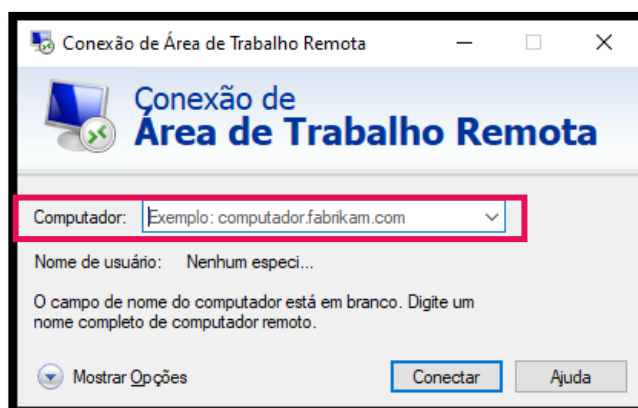 Conexão de Área de Trabalho Remota
Conexão de
Área de Trabalho Remota
Computador: Exemplo: computador.fabrikam.com
Nome de usuário: Nenhum especi...
O campo de nome do computador está em branco. Digite um
nome completo de computador remoto.
Mostrar Opções Conectar Ajuda